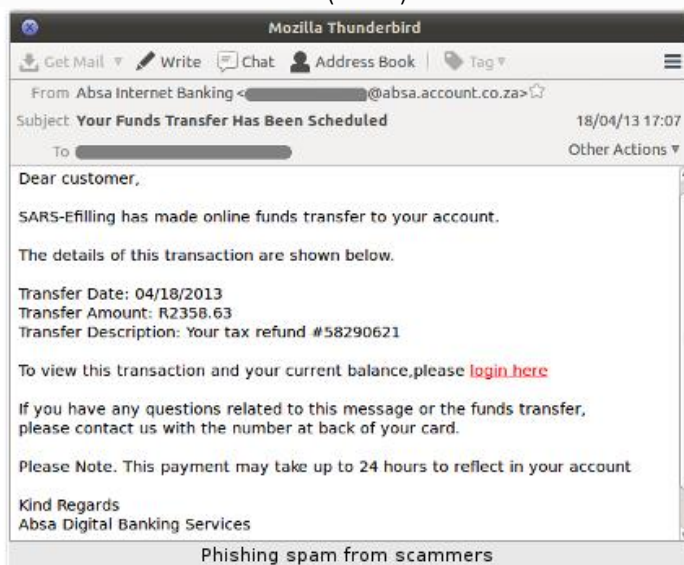 Mozilla Thunderbird
Get Mail Write Chat Address Book Tag
From Absa Internet Banking < @absa.account.co.za>
Subject Your Funds Transfer Has Been Scheduled 18/04/13 17:07
To Other Actions
Dear customer,
SARS-Efilling has made online funds transfer to your account.
The details of this transaction are shown below.
Transfer Date: 04/18/2013
Transfer Amount: R2358.63
Transfer Description: Your tax refund #58290621
To view this transaction and your current balance,please login here
If you have any questions related to this message or the funds transfer,
please contact us with the number at back of your card.
Please Note. This payment may take up to 24 hours to reflect in your account
Kind Regards
Absa Digital Banking Services
Phishing spam from scammers